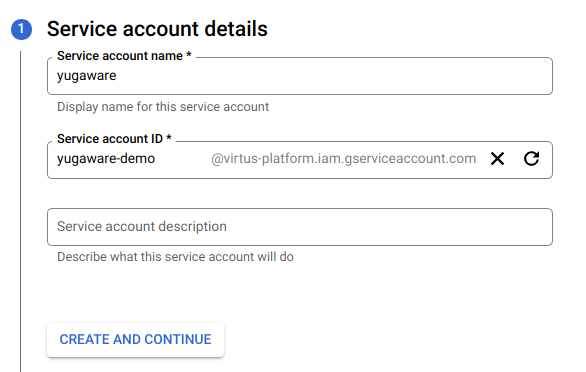 1 Service account details
Service account name *
yugaware
Display name for this service account
Service account ID *
yugaware-demo @virtus-platform.iam.gserviceaccount.com
Service account description
Describe what this service account will do
CREATE AND CONTINUE